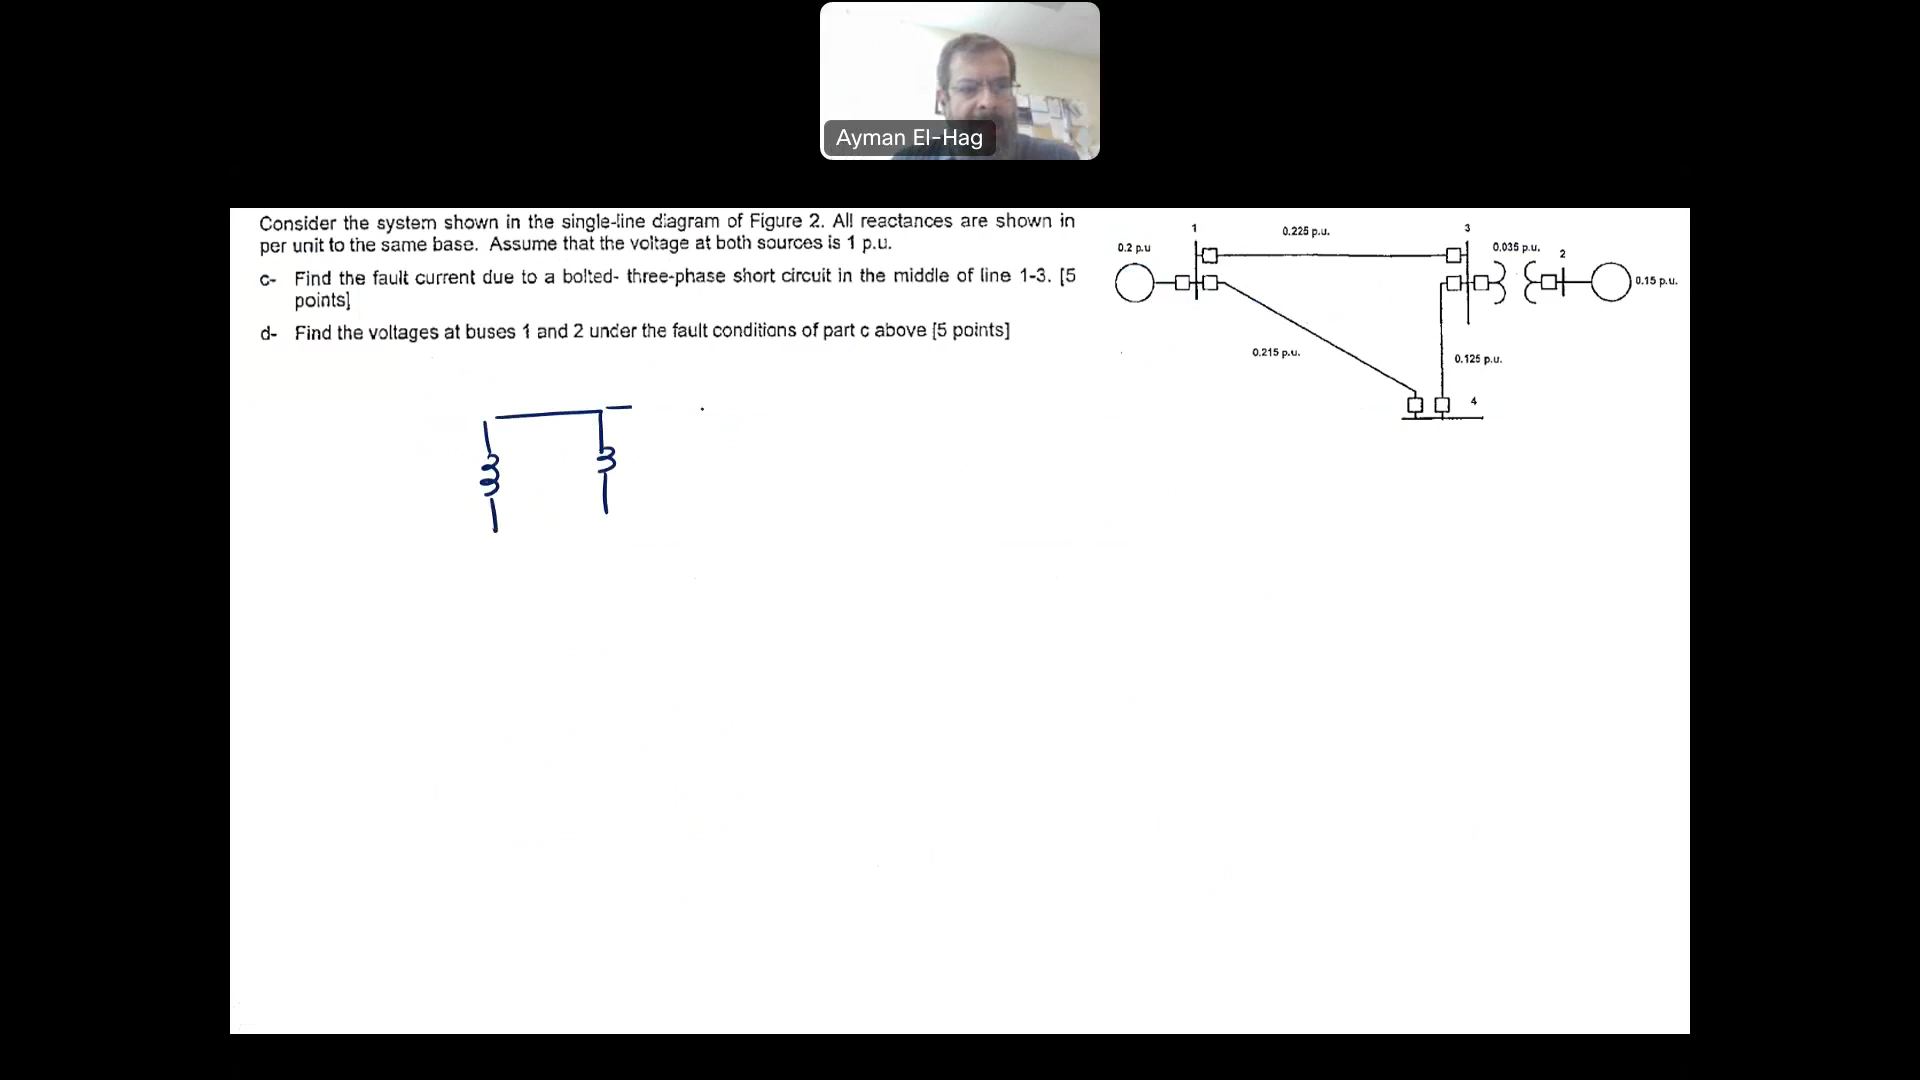 Ayman El-Hag
Consider the system shown in the single-line diagram of Figure 2. All reactances are shown in
per unit to the same base. Assume that the voltage at both sources is 1 p.u.
c- Find the fault current due to a bolted- three-phase short circuit in the middle of line 1-3. [5
points]
d- Find the voltages at buses 1 and 2 under the fault conditions of part c above [5 points]
1
0.225 p.u.
3
0.2 p.u
0.035 p.u.
2
0.15 p.u.
0.215 p.u.
0.125 p.u.
4